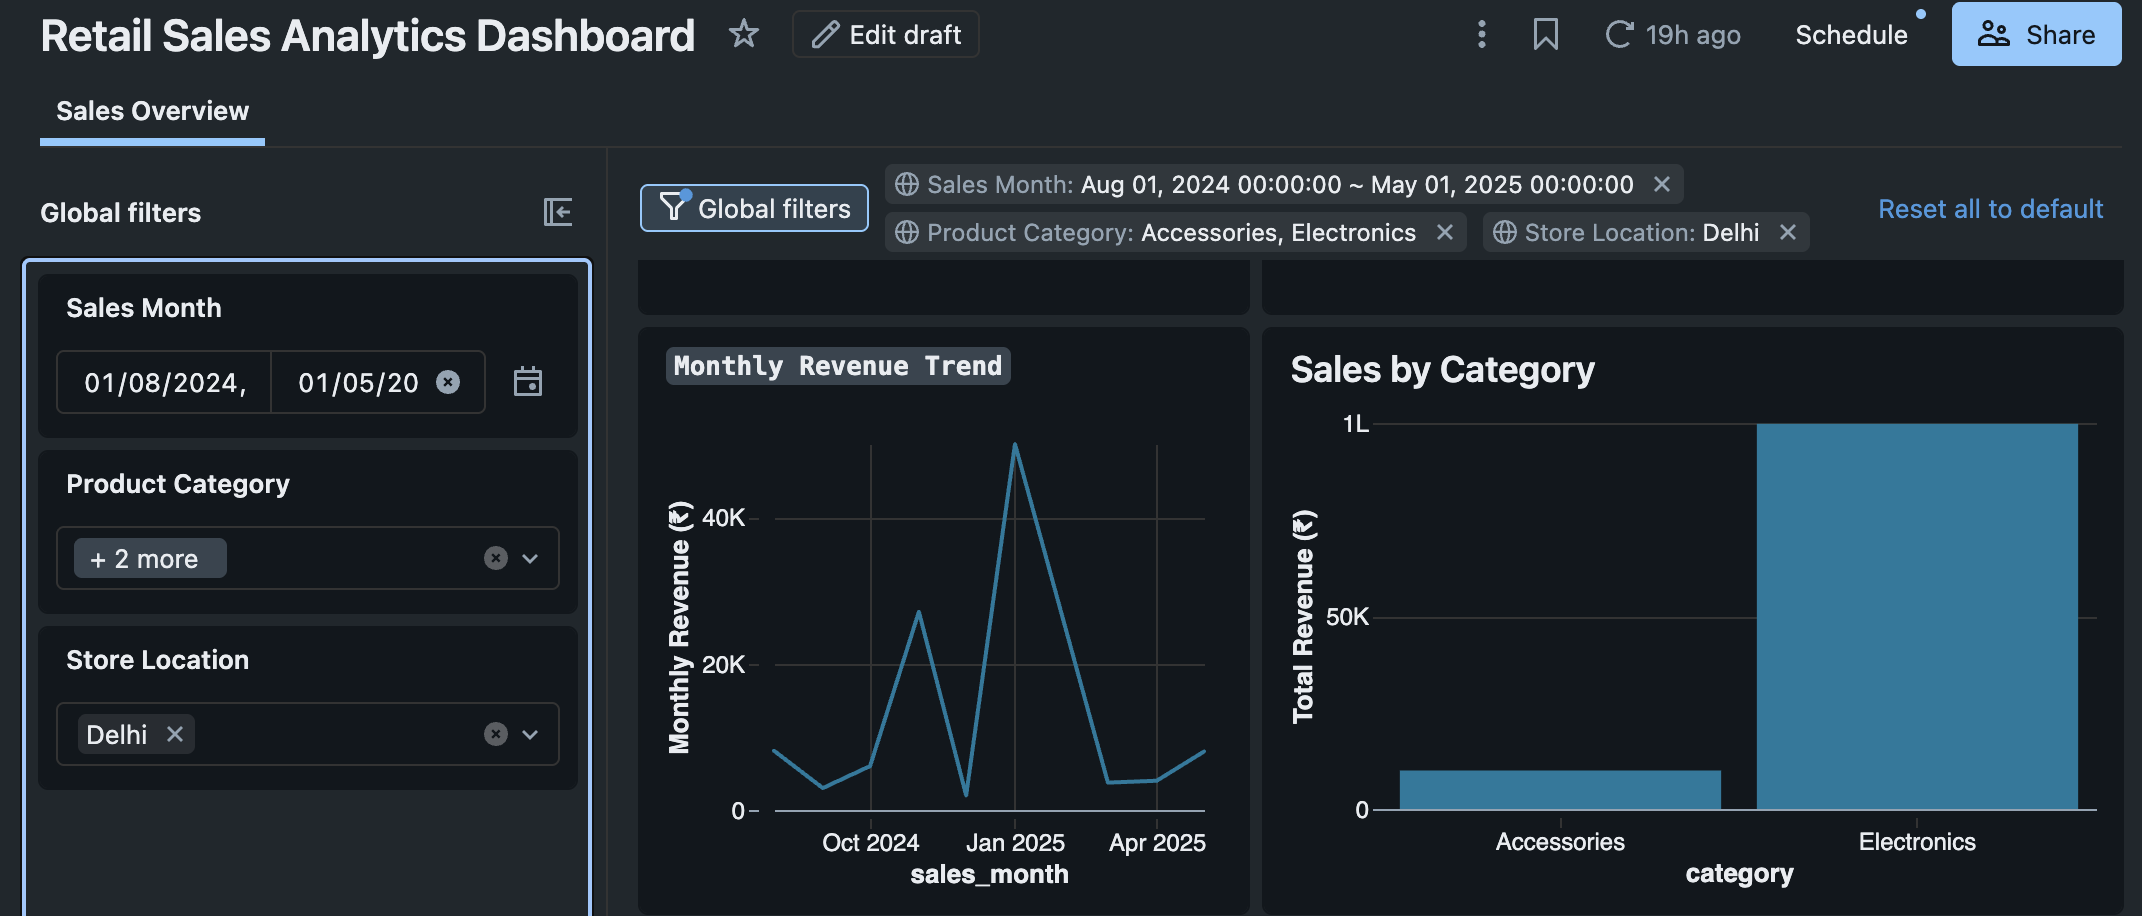 Retail Sales Analytics Dashboard
Edit draft
19h ago
Schedule
Share
Sales Overview
Global filters
Sales Month
01/08/2024,
01/05/20
Product Category
+ 2 more
Store Location
Delhi
Global filters
Sales Month: Aug 01, 2024 00:00:00 ~ May 01, 2025 00:00:00
Product Category: Accessories, Electronics
Store Location: Delhi
Reset all to default
Monthly Revenue Trend
Monthly Revenue (₹)
40K
20K
0
Oct 2024
Jan 2025
Apr 2025
sales_month
Sales by Category
Total Revenue (₹)
1L
50K
0
Accessories
Electronics
category